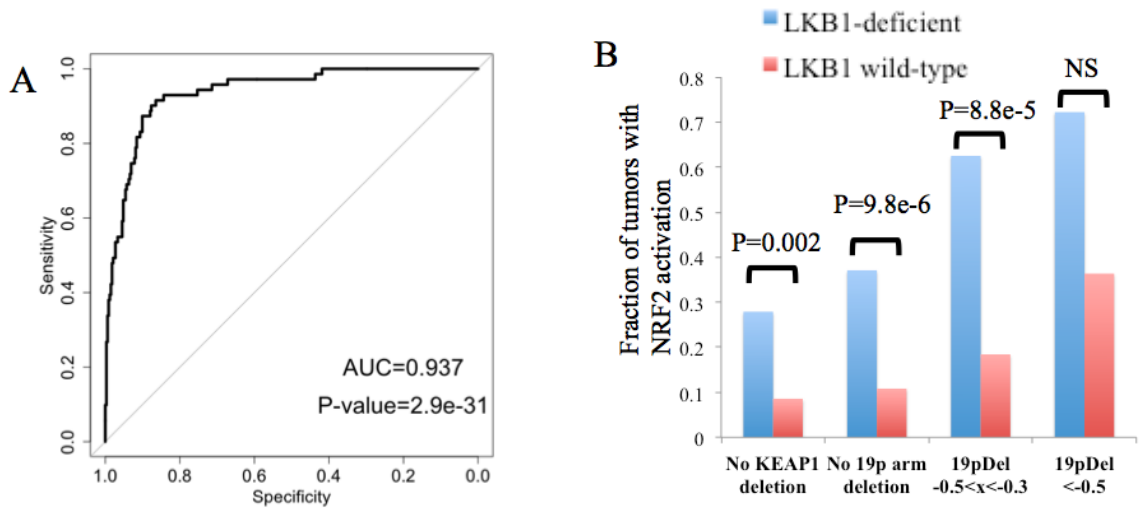 A
1.0
0.8
0.6
0.4
0.2
0.0
Sensitivity
AUC=0.937
P-value=2.9e-31
1.0 0.8 0.6 0.4 0.2 0.0
Specificity
LKB1-deficient
LKB1 wild-type
B
0.8
0.7
0.6
0.5
0.4
0.3
0.2
0.1
0
Fraction of tumors with
NRF2 activation
P=0.002
P=9.8e-6
P=8.8e-5
NS
No KEAP1
deletion
No 19p arm
deletion
19pDel
-0.5<x<-0.3
19pDel
<-0.5